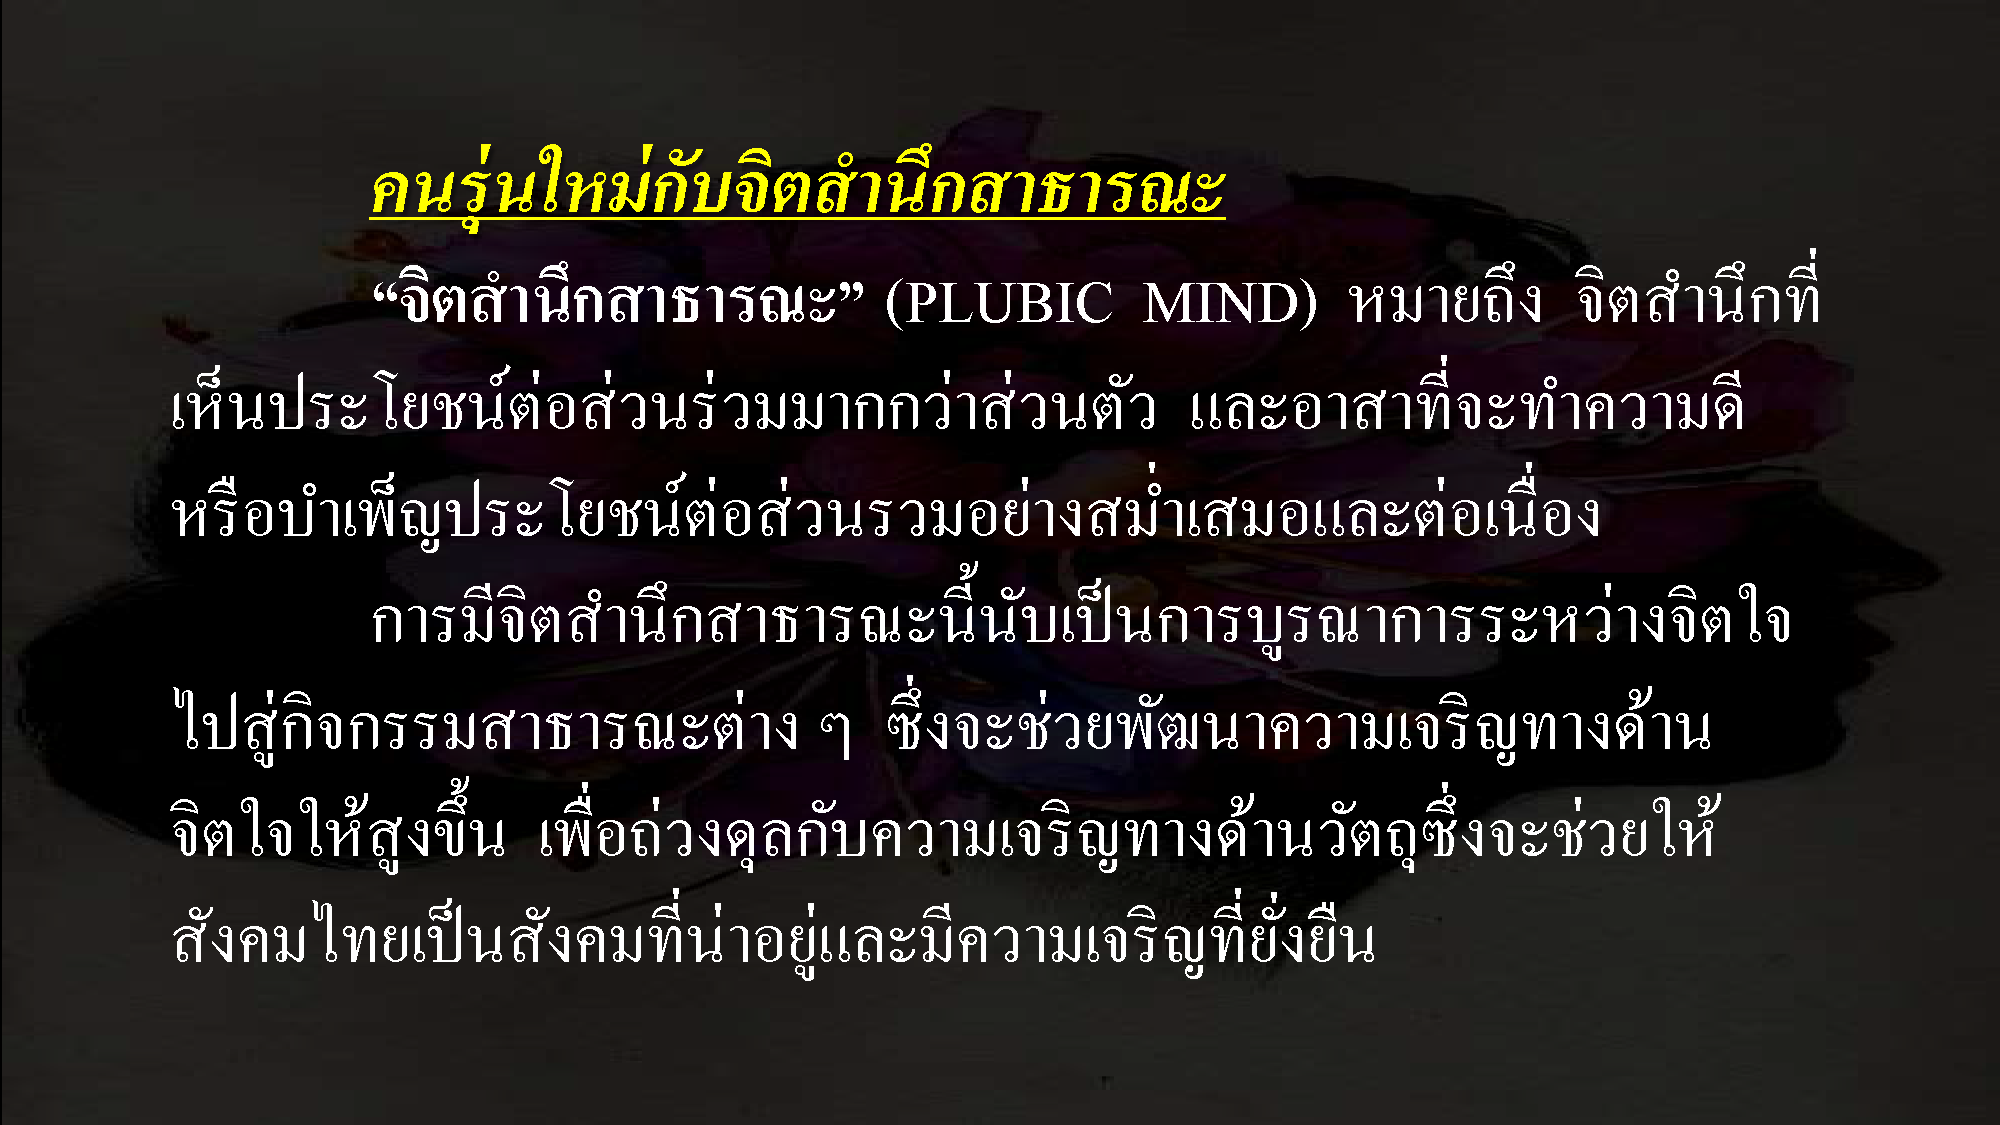 คนรุ่นใหม่กับจิตสำนึกสาธารณะ
“จิตสำนึกสาธารณะ” (PLUBIC MIND) หมายถึง จิตสำนึกที่
เห็นประโยชน์ต่อส่วนร่วมมากกว่าส่วนตัว และอาสาที่จะทำความดี
หรือบำเพ็ญประโยชน์ต่อส่วนรวมอย่างสม่ำเสมอและต่อเนื่อง
การมีจิตสำนึกสาธารณะนี้นับเป็นการบูรณาการระหว่างจิตใจ
ไปสู่กิจกรรมสาธารณะต่าง ๆ ซึ่งจะช่วยพัฒนาความเจริญทางด้าน
จิตใจให้สูงขึ้น เพื่อถ่วงดุลกับความเจริญทางด้านวัตถุซึ่งจะช่วยให้
สังคมไทยเป็นสังคมที่น่าอยู่และมีความเจริญที่ยั่งยืน